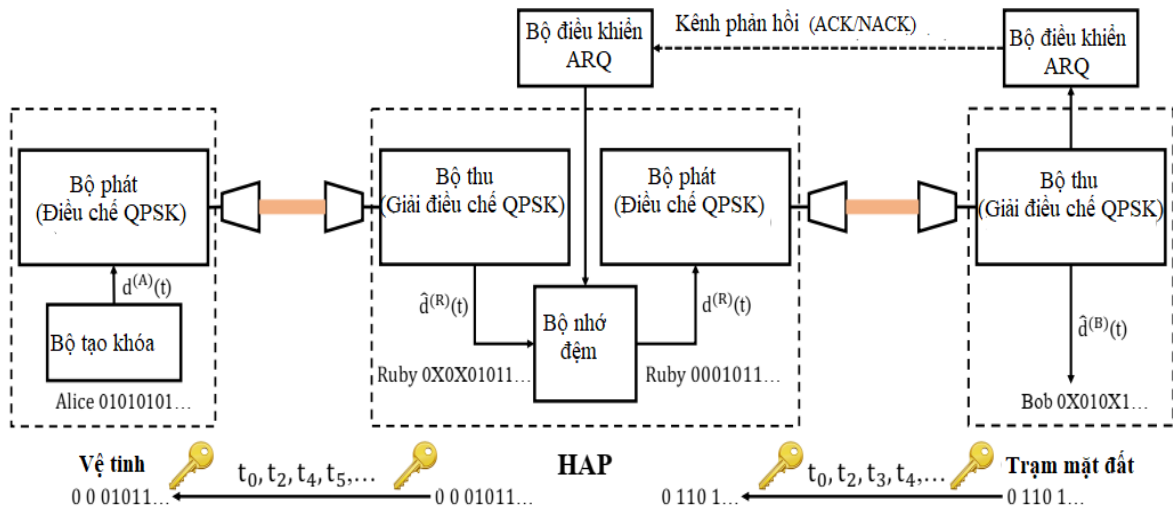 Bộ điều khiển
ARQ
Kênh phản hồi (ACK/NACK)
Bộ điều khiển
ARQ
Bộ phát
(Điều chế QPSK)
Bộ thu
(Giải điều chế QPSK)
Bộ phát
(Điều chế QPSK)
Bộ thu
(Giải điều chế QPSK)
d⁽ᴬ⁾(t)
d̂⁽ᴿ⁾(t)
d⁽ᴿ⁾(t)
d̂⁽ᴮ⁾(t)
Bộ tạo khóa
Bộ nhớ
đệm
Alice 01010101…
Ruby 0X0X01011…
Ruby 0001011…
Bob 0X010X1…
Vệ tinh
HAP
Trạm mặt đất
t₀, t₂, t₄, t₅,…
t₀, t₂, t₃, t₄,…
0 0 01011…
0 0 01011…
0 110 1…
0 110 1…